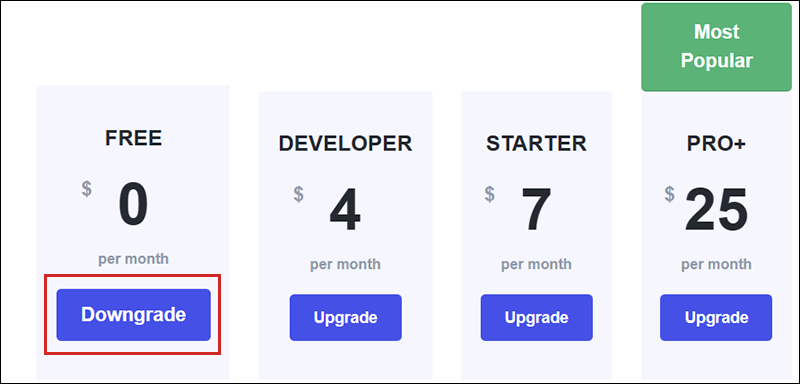 Most
Popular
FREE
$ 0
per month
Downgrade
DEVELOPER
$ 4
per month
Upgrade
STARTER
$ 7
per month
Upgrade
PRO+
$ 25
per month
Upgrade